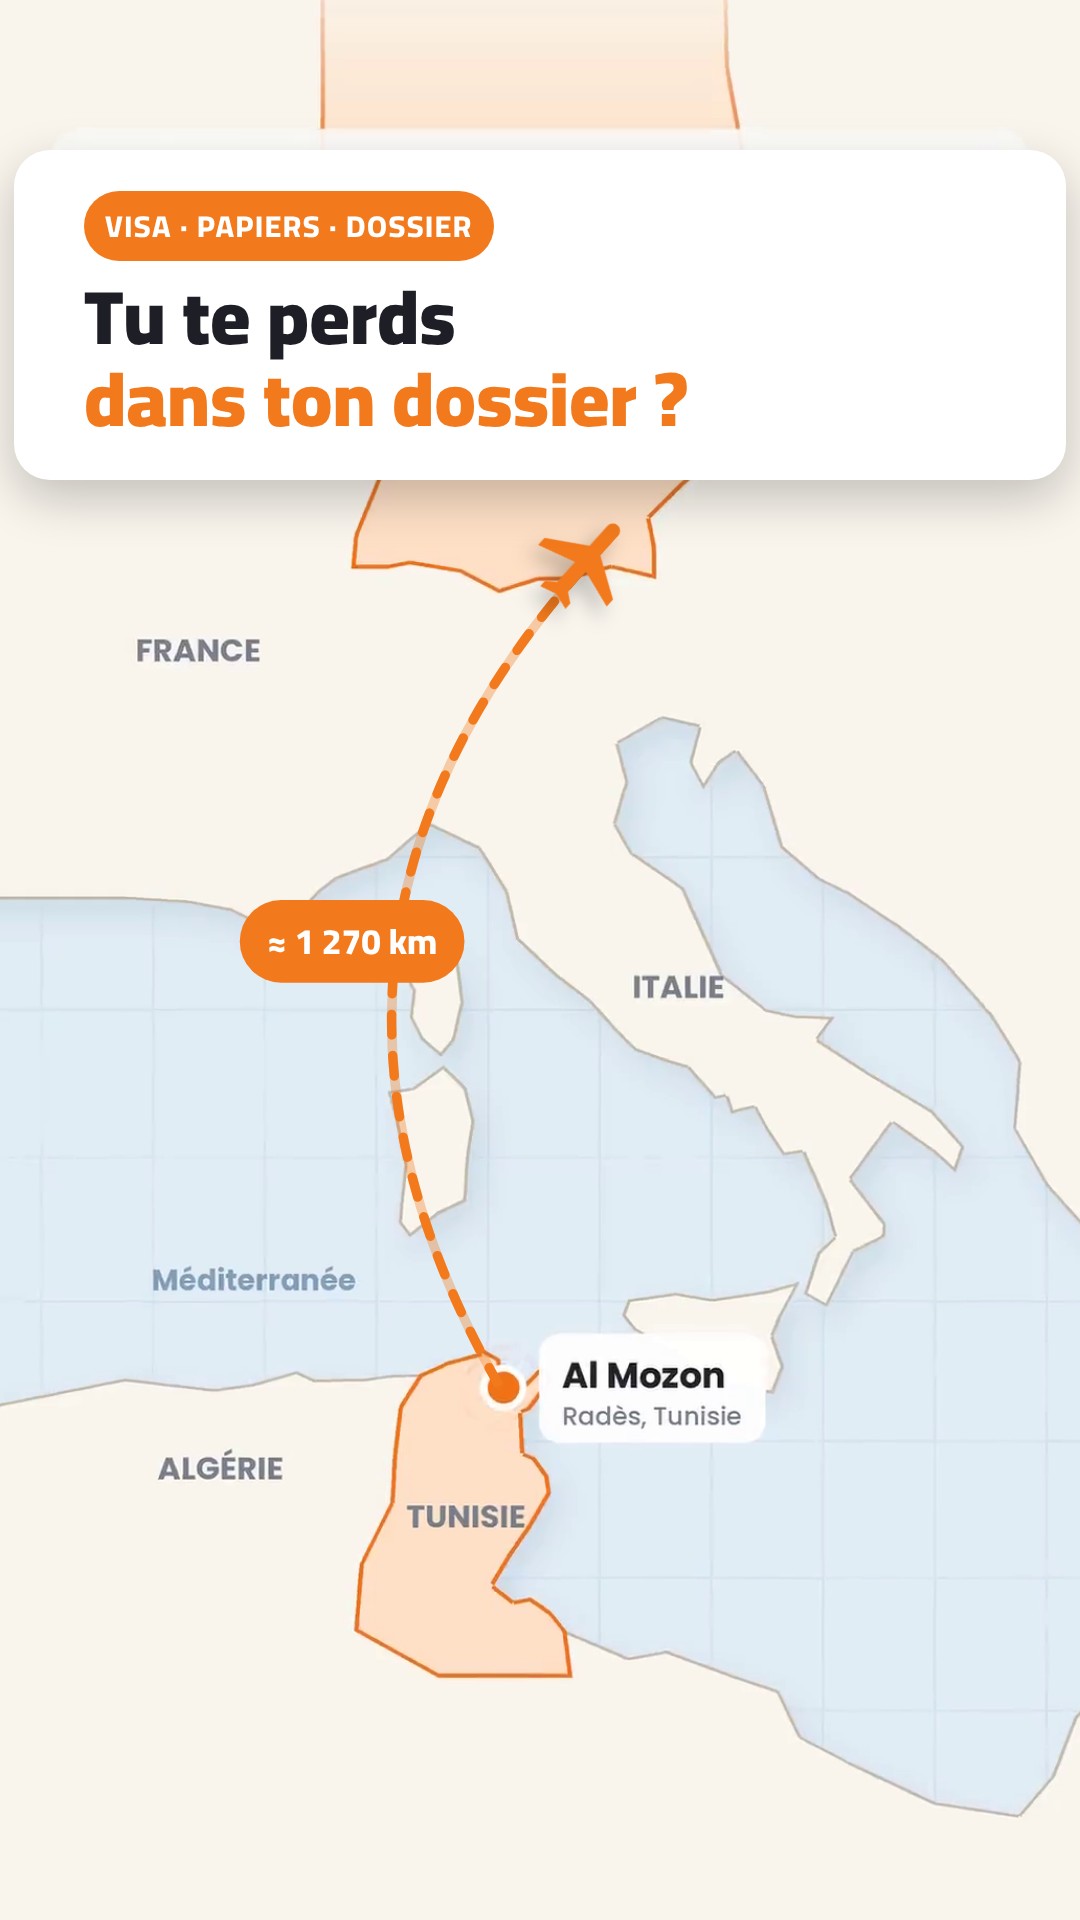 VISA · PAPIERS · DOSSIER
Tu te perds
dans ton dossier ?
FRANCE
≈ 1 270 km
ITALIE
Méditerranée
Al Mozon
Radès, Tunisie
ALGÉRIE
TUNISIE